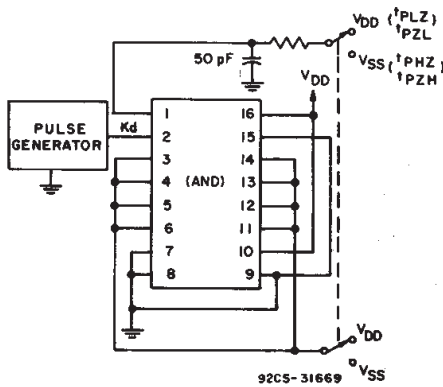 VDD (tPLZ)
tPZL
50 pF
VSS (tPHZ)
tPZH
VDD
PULSE
GENERATOR
Kd
(AND)
1 16
2 15
3 14
4 13
5 12
6 11
7 10
8 9
VDD
VSS
92CS-31669